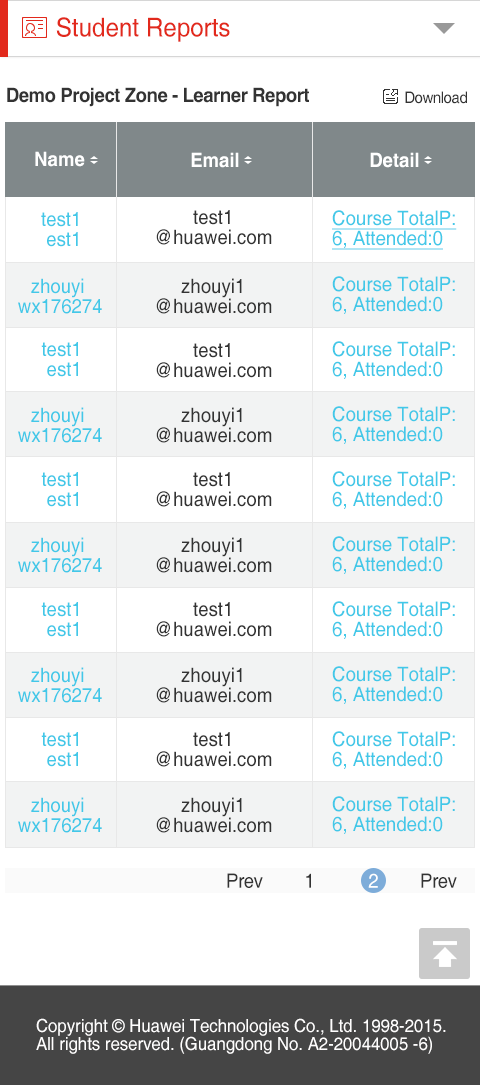 Student Reports
Demo Project Zone - Learner Report Download
Name Email Detail
test1 test1 Course TotalP:
est1 @huawei.com 6, Attended:0
zhouyi zhouyi1 Course TotalP:
wx176274 @huawei.com 6, Attended:0
test1 test1 Course TotalP:
est1 @huawei.com 6, Attended:0
zhouyi zhouyi1 Course TotalP:
wx176274 @huawei.com 6, Attended:0
test1 test1 Course TotalP:
est1 @huawei.com 6, Attended:0
zhouyi zhouyi1 Course TotalP:
wx176274 @huawei.com 6, Attended:0
test1 test1 Course TotalP:
est1 @huawei.com 6, Attended:0
zhouyi zhouyi1 Course TotalP:
wx176274 @huawei.com 6, Attended:0
test1 test1 Course TotalP:
est1 @huawei.com 6, Attended:0
zhouyi zhouyi1 Course TotalP:
wx176274 @huawei.com 6, Attended:0
Prev 1 2 Prev
Copyright © Huawei Technologies Co., Ltd. 1998-2015.
All rights reserved. (Guangdong No. A2-20044005 -6)